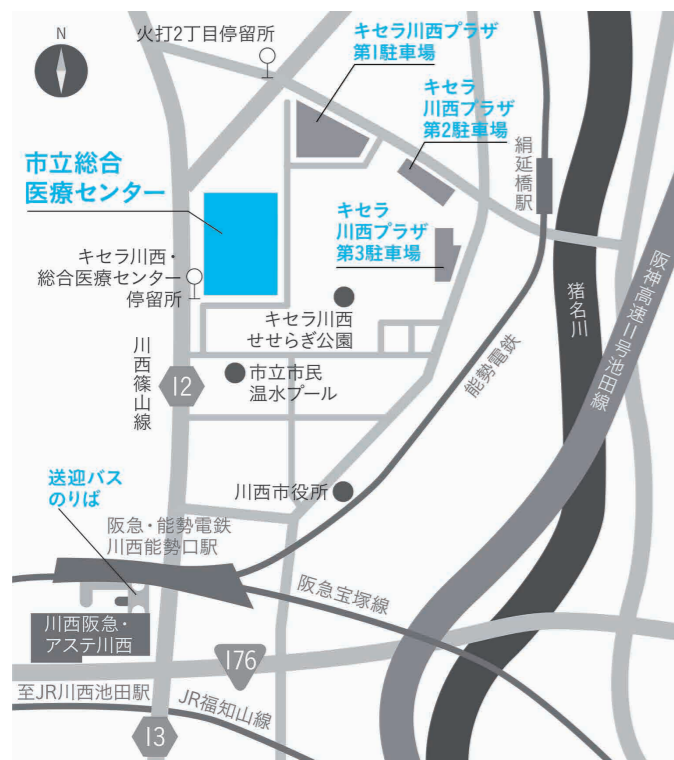 N
火打2丁目停留所
キセラ川西プラザ
第1駐車場
キセラ
川西プラザ
第2駐車場
絹延橋駅
市立総合
医療センター
キセラ
川西プラザ
第3駐車場
キセラ川西・
総合医療センター
停留所
キセラ川西
せせらぎ公園
阪神高速11号池田線
猪名川
川西篠山線
12
市立市民
温水プール
能勢電鉄
送迎バス
のりば
川西市役所
阪急・能勢電鉄
川西能勢口駅
阪急宝塚線
川西阪急・
アステ川西
176
至JR川西池田駅
JR福知山線
13